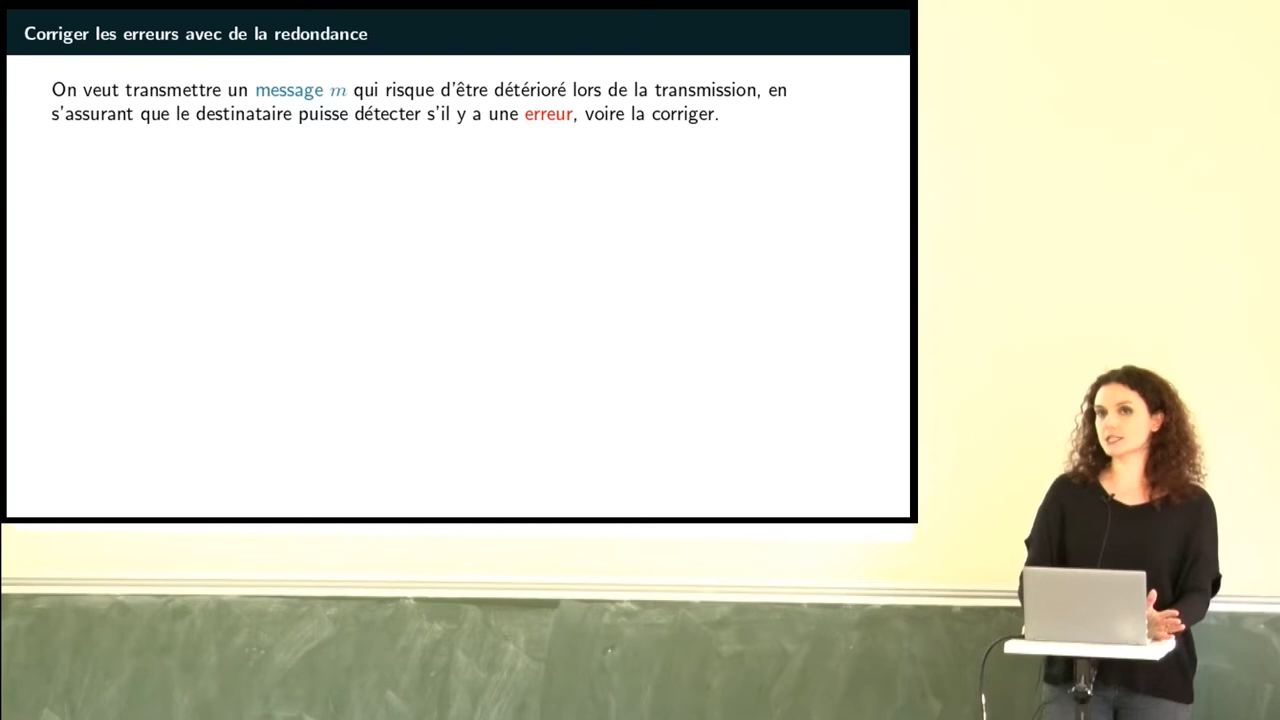 Corriger les erreurs avec de la redondance
On veut transmettre un message m qui risque d'être détérioré lors de la transmission, en
s'assurant que le destinataire puisse détecter s'il y a une erreur, voire la corriger.